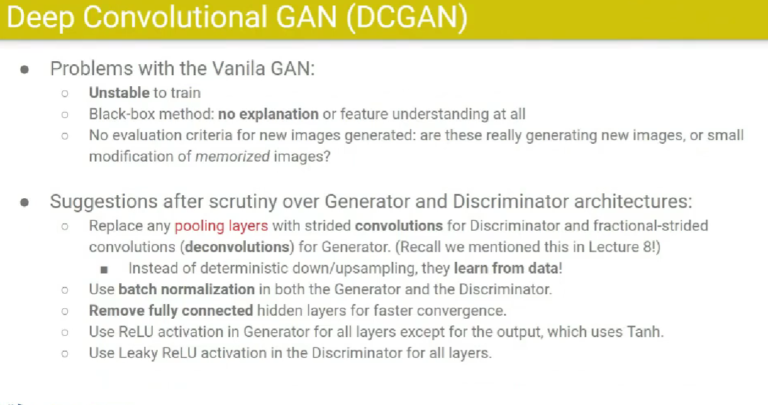 Deep Convolutional GAN (DCGAN)
● Problems with the Vanila GAN:
○ Unstable to train
○ Black-box method: no explanation or feature understanding at all
○ No evaluation criteria for new images generated: are these really generating new images, or small
modification of memorized images?
● Suggestions after scrutiny over Generator and Discriminator architectures:
○ Replace any pooling layers with strided convolutions for Discriminator and fractional-strided
convolutions (deconvolutions) for Generator. (Recall we mentioned this in Lecture 8!)
■ Instead of deterministic down/upsampling, they learn from data!
○ Use batch normalization in both the Generator and the Discriminator.
○ Remove fully connected hidden layers for faster convergence.
○ Use ReLU activation in Generator for all layers except for the output, which uses Tanh.
○ Use Leaky ReLU activation in the Discriminator for all layers.